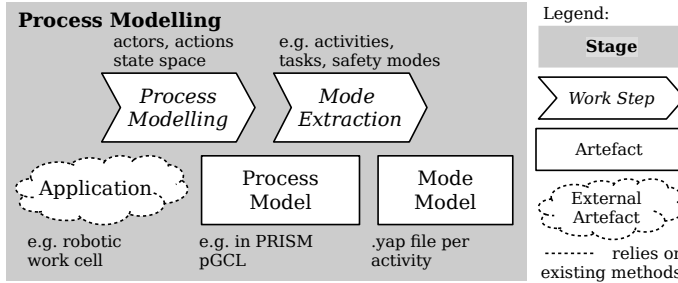 Process Modelling
actors, actions
state space
e.g. activities,
tasks, safety modes
Process
Modelling
Mode
Extraction
Application
Process
Model
Mode
Model
e.g. robotic
work cell
e.g. in PRISM
pGCL
.yap file per
activity
Legend:
Stage
Work Step
Artefact
External
Artefact
relies on
existing methods